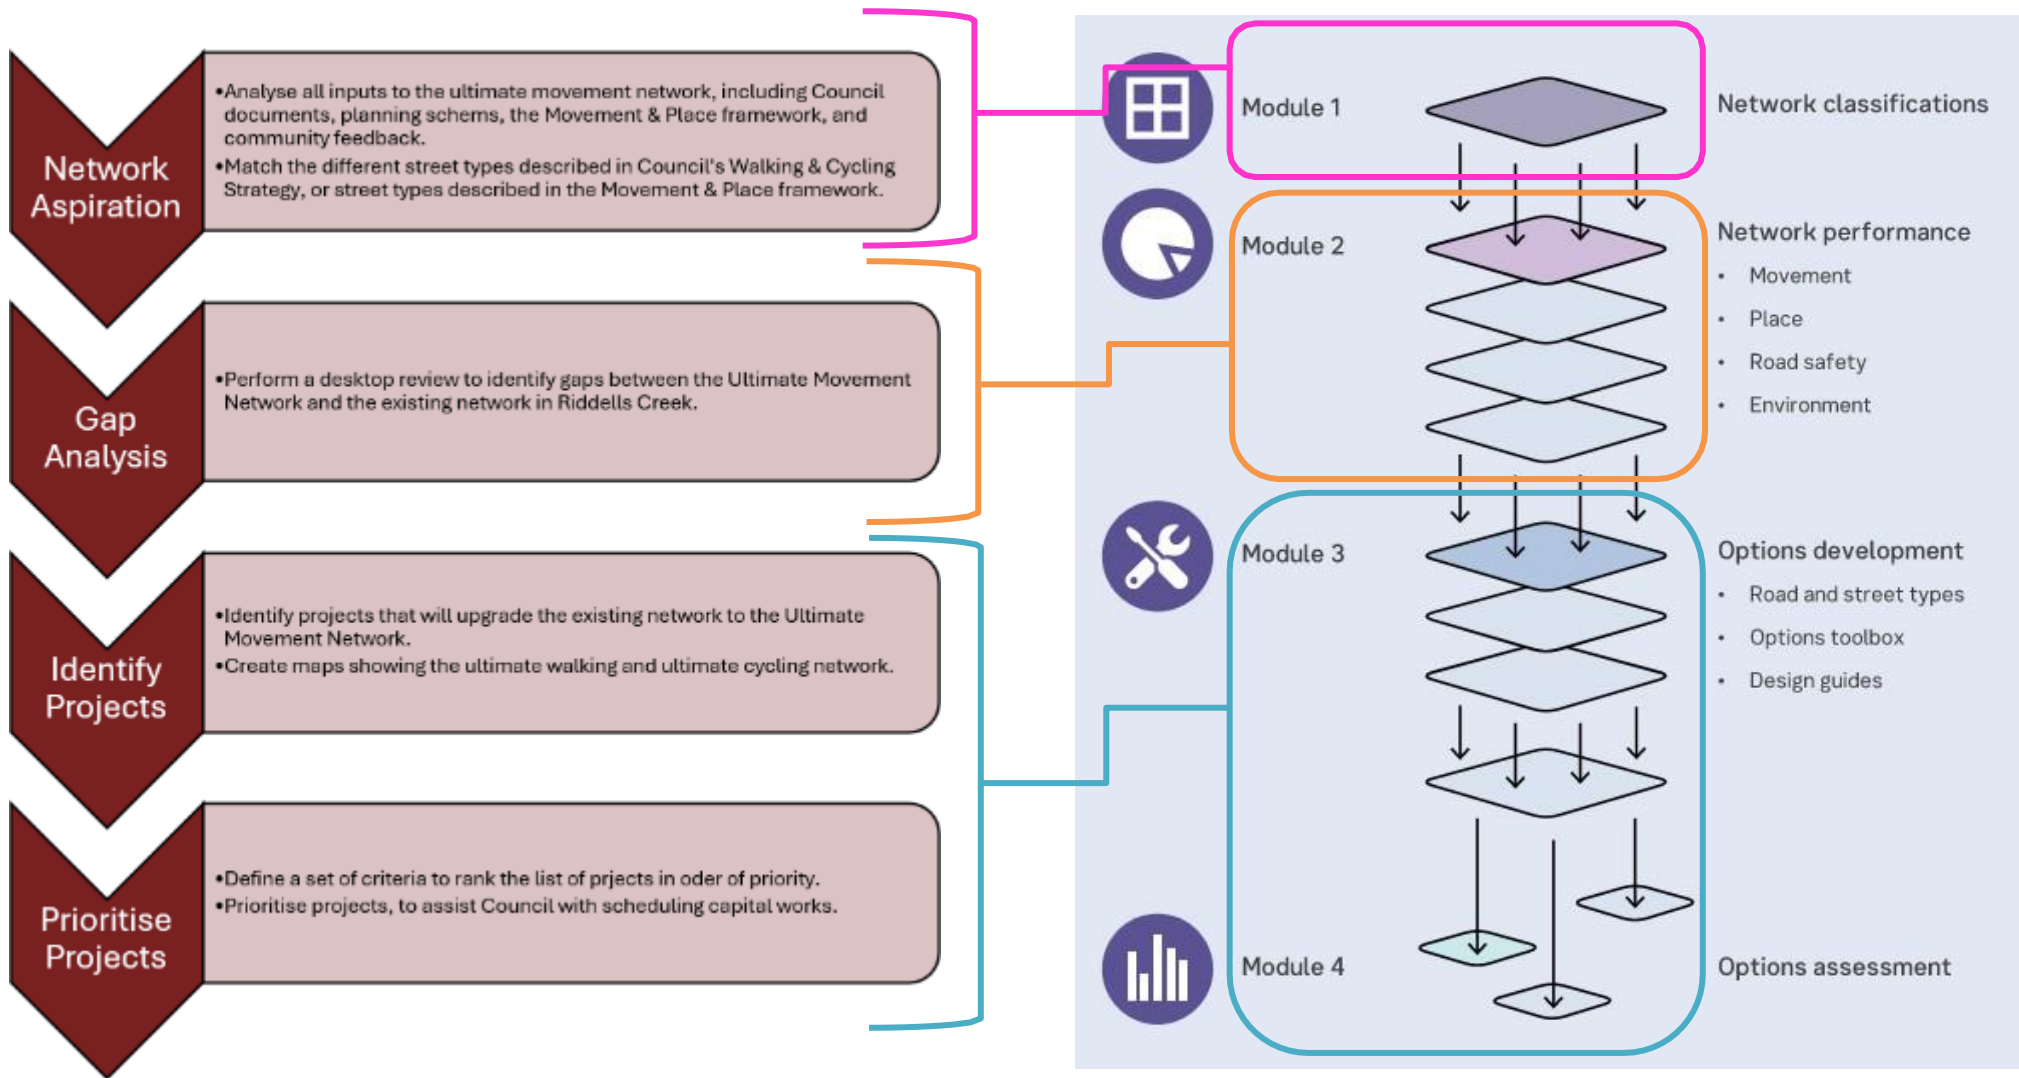 Network
Aspiration
•Analyse all inputs to the ultimate movement network, including Council
documents, planning schemes, the Movement & Place framework, and
community feedback.
•Match the different street types described in Council's Walking & Cycling
Strategy, or street types described in the Movement & Place framework.
Gap
Analysis
•Perform a desktop review to identify gaps between the Ultimate Movement
Network and the existing network in Riddells Creek.
Identify
Projects
•Identify projects that will upgrade the existing network to the Ultimate
Movement Network.
•Create maps showing the ultimate walking and ultimate cycling network.
Prioritise
Projects
•Define a set of criteria to rank the list of prjects in oder of priority.
•Prioritise projects, to assist Council with scheduling capital works.
Module 1
Network classifications
Module 2
Network performance
• Movement
• Place
• Road safety
• Environment
Module 3
Options development
• Road and street types
• Options toolbox
• Design guides
Module 4
Options assessment